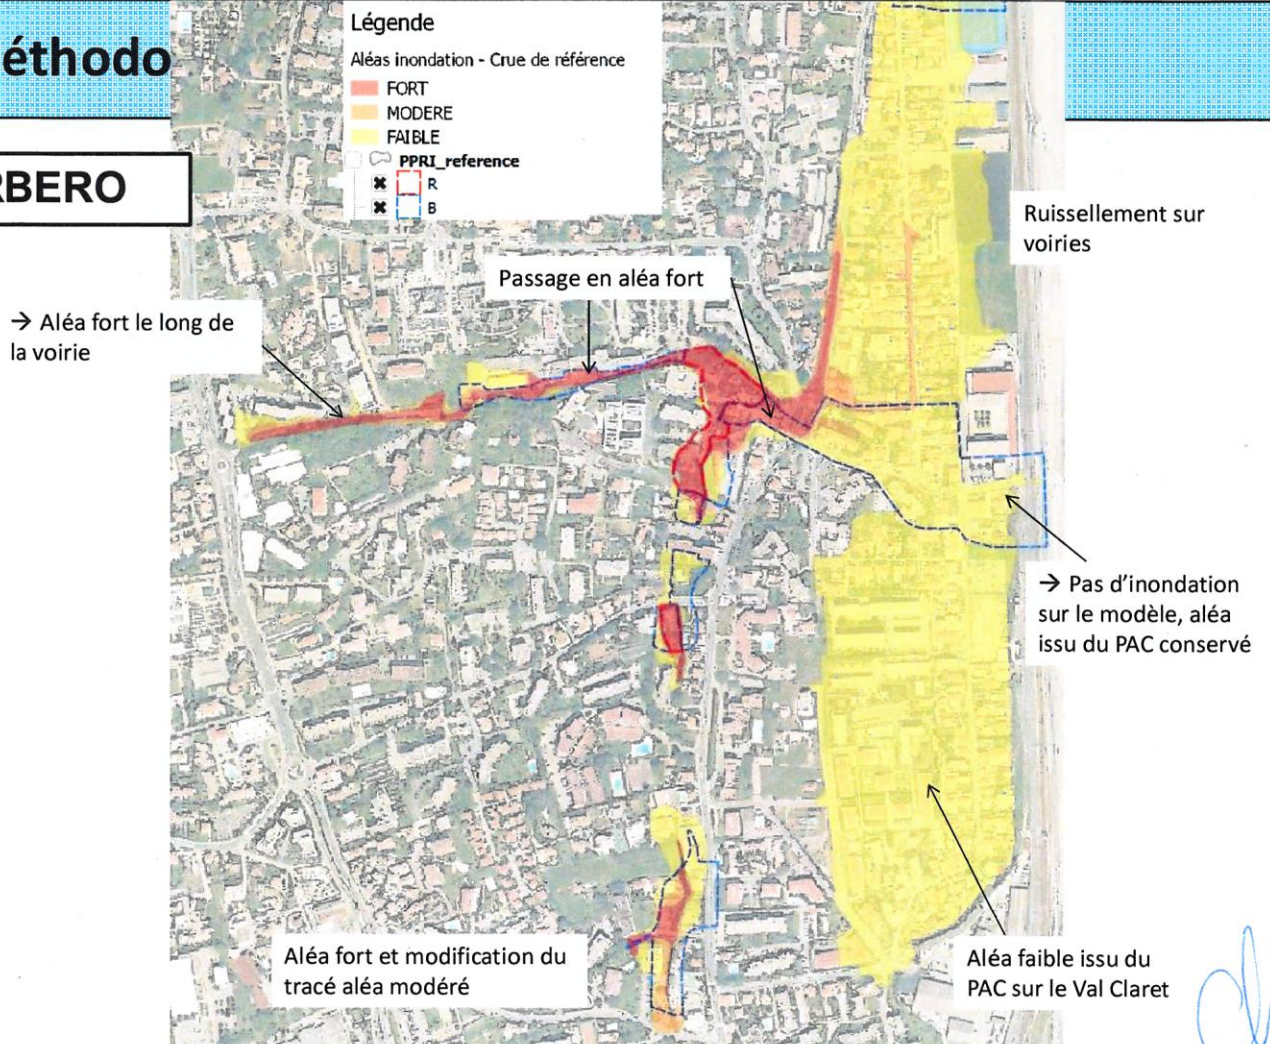 éthodo
RBERO
Légende
Aléas inondation - Crue de référence
FORT
MODERE
FAIBLE
PPRI_reference
R
B
Ruissellement sur
voiries
Passage en aléa fort
→ Aléa fort le long de
la voirie
→ Pas d’inondation
sur le modèle, aléa
issu du PAC conservé
Aléa fort et modification du
tracé aléa modéré
Aléa faible issu du
PAC sur le Val Claret